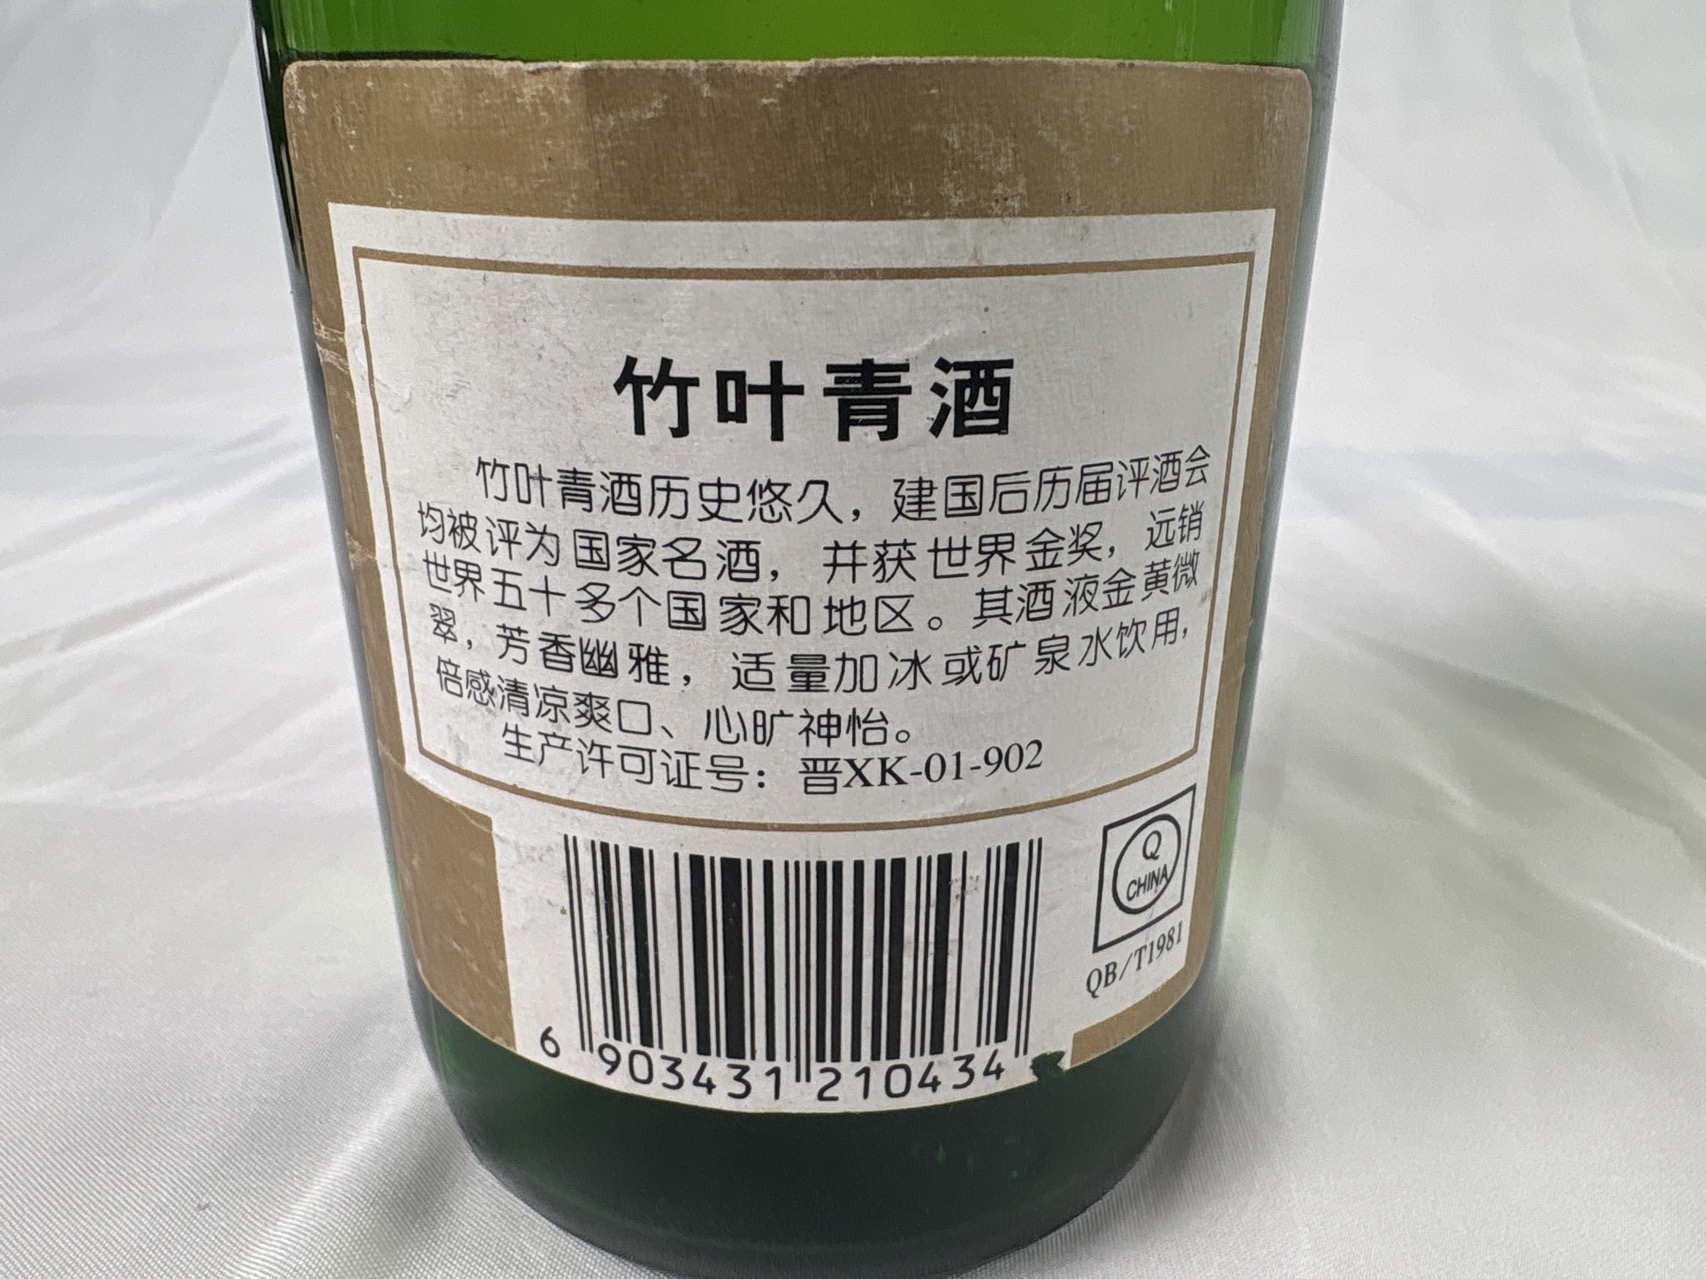 竹叶青酒
竹叶青酒历史悠久，建国后历届评酒会
均被评为国家名酒，并获世界金奖，远销
世界五十多个国家和地区。其酒液金黄微
翠，芳香幽雅，适量加冰或矿泉水饮用，
倍感清凉爽口、心旷神怡。
生产许可证号：晋XK-01-902
Q
CHINA
QB/T1981
6 903431 210434